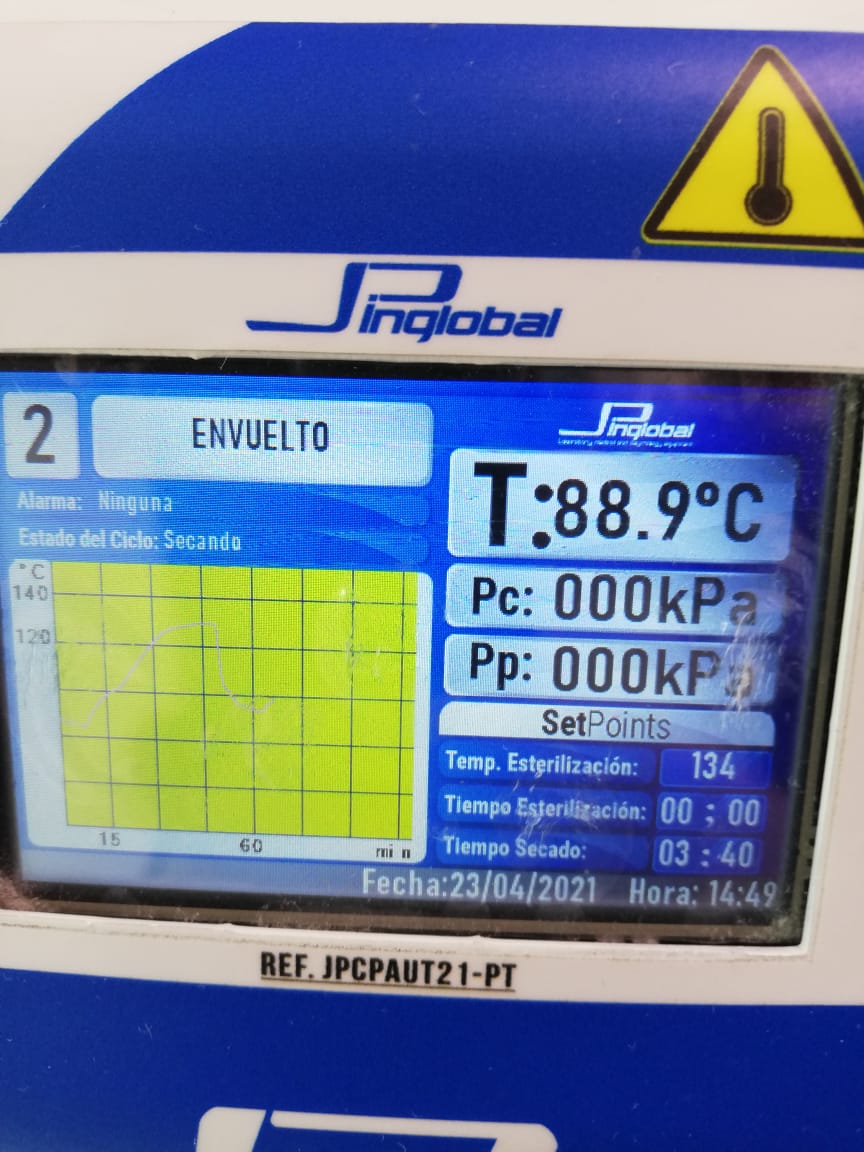 JPinglobal
2 ENVUELTO
JPinglobal
Alarma: Ninguna
Estado del Ciclo: Secando
T:88.9°C
Pc: 000kPa
Pp: 000kPa
°C
140
120
15
60
min
SetPoints
Temp. Esterilización: 134
Tiempo Esterilización: 00 : 00
Tiempo Secado: 03 : 40
Fecha:23/04/2021 Hora: 14:49
REF. JPCPAUT21-PT